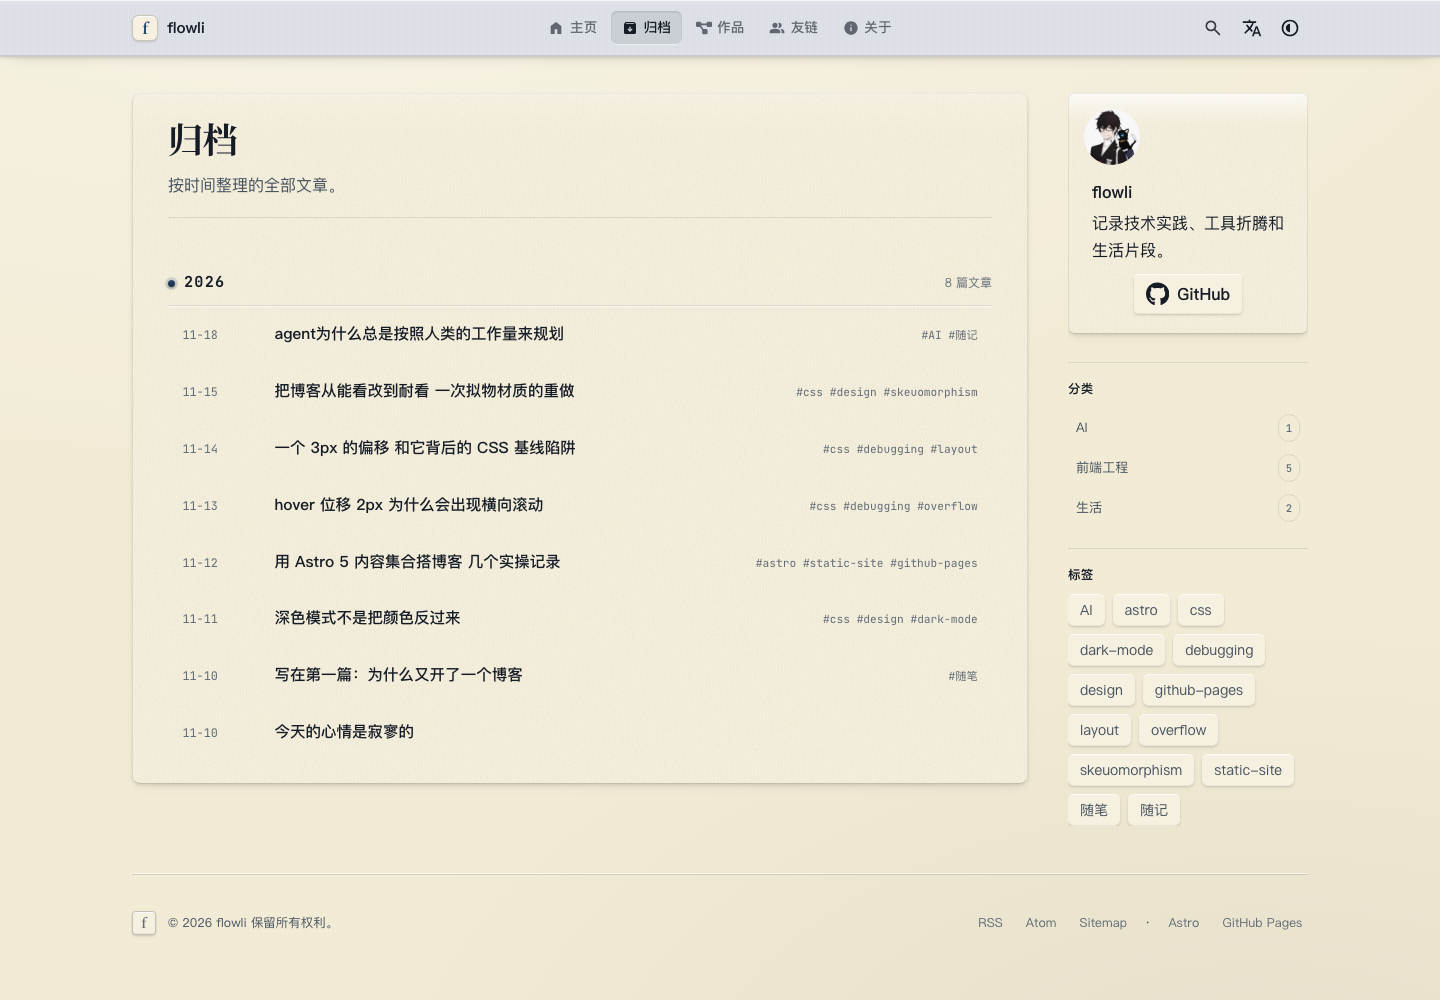 f flowli 主页 归档 作品 友链 关于
归档
按时间整理的全部文章。
2026 8 篇文章
11-18 agent为什么总是按照人类的工作量来规划 #AI #随记
11-15 把博客从能看改到耐看 一次拟物材质的重做 #css #design #skeuomorphism
11-14 一个 3px 的偏移 和它背后的 CSS 基线陷阱 #css #debugging #layout
11-13 hover 位移 2px 为什么会出现横向滚动 #css #debugging #overflow
11-12 用 Astro 5 内容集合搭博客 几个实操记录 #astro #static-site #github-pages
11-11 深色模式不是把颜色反过来 #css #design #dark-mode
11-10 写在第一篇：为什么又开了一个博客 #随笔
11-10 今天的心情是寂寥的
flowli
记录技术实践、工具折腾和
生活片段。
GitHub
分类
AI 1
前端工程 5
生活 2
标签
AI astro css
dark-mode debugging
design github-pages
layout overflow
skeuomorphism static-site
随笔 随记
f © 2026 flowli 保留所有权利。 RSS Atom Sitemap · Astro GitHub Pages